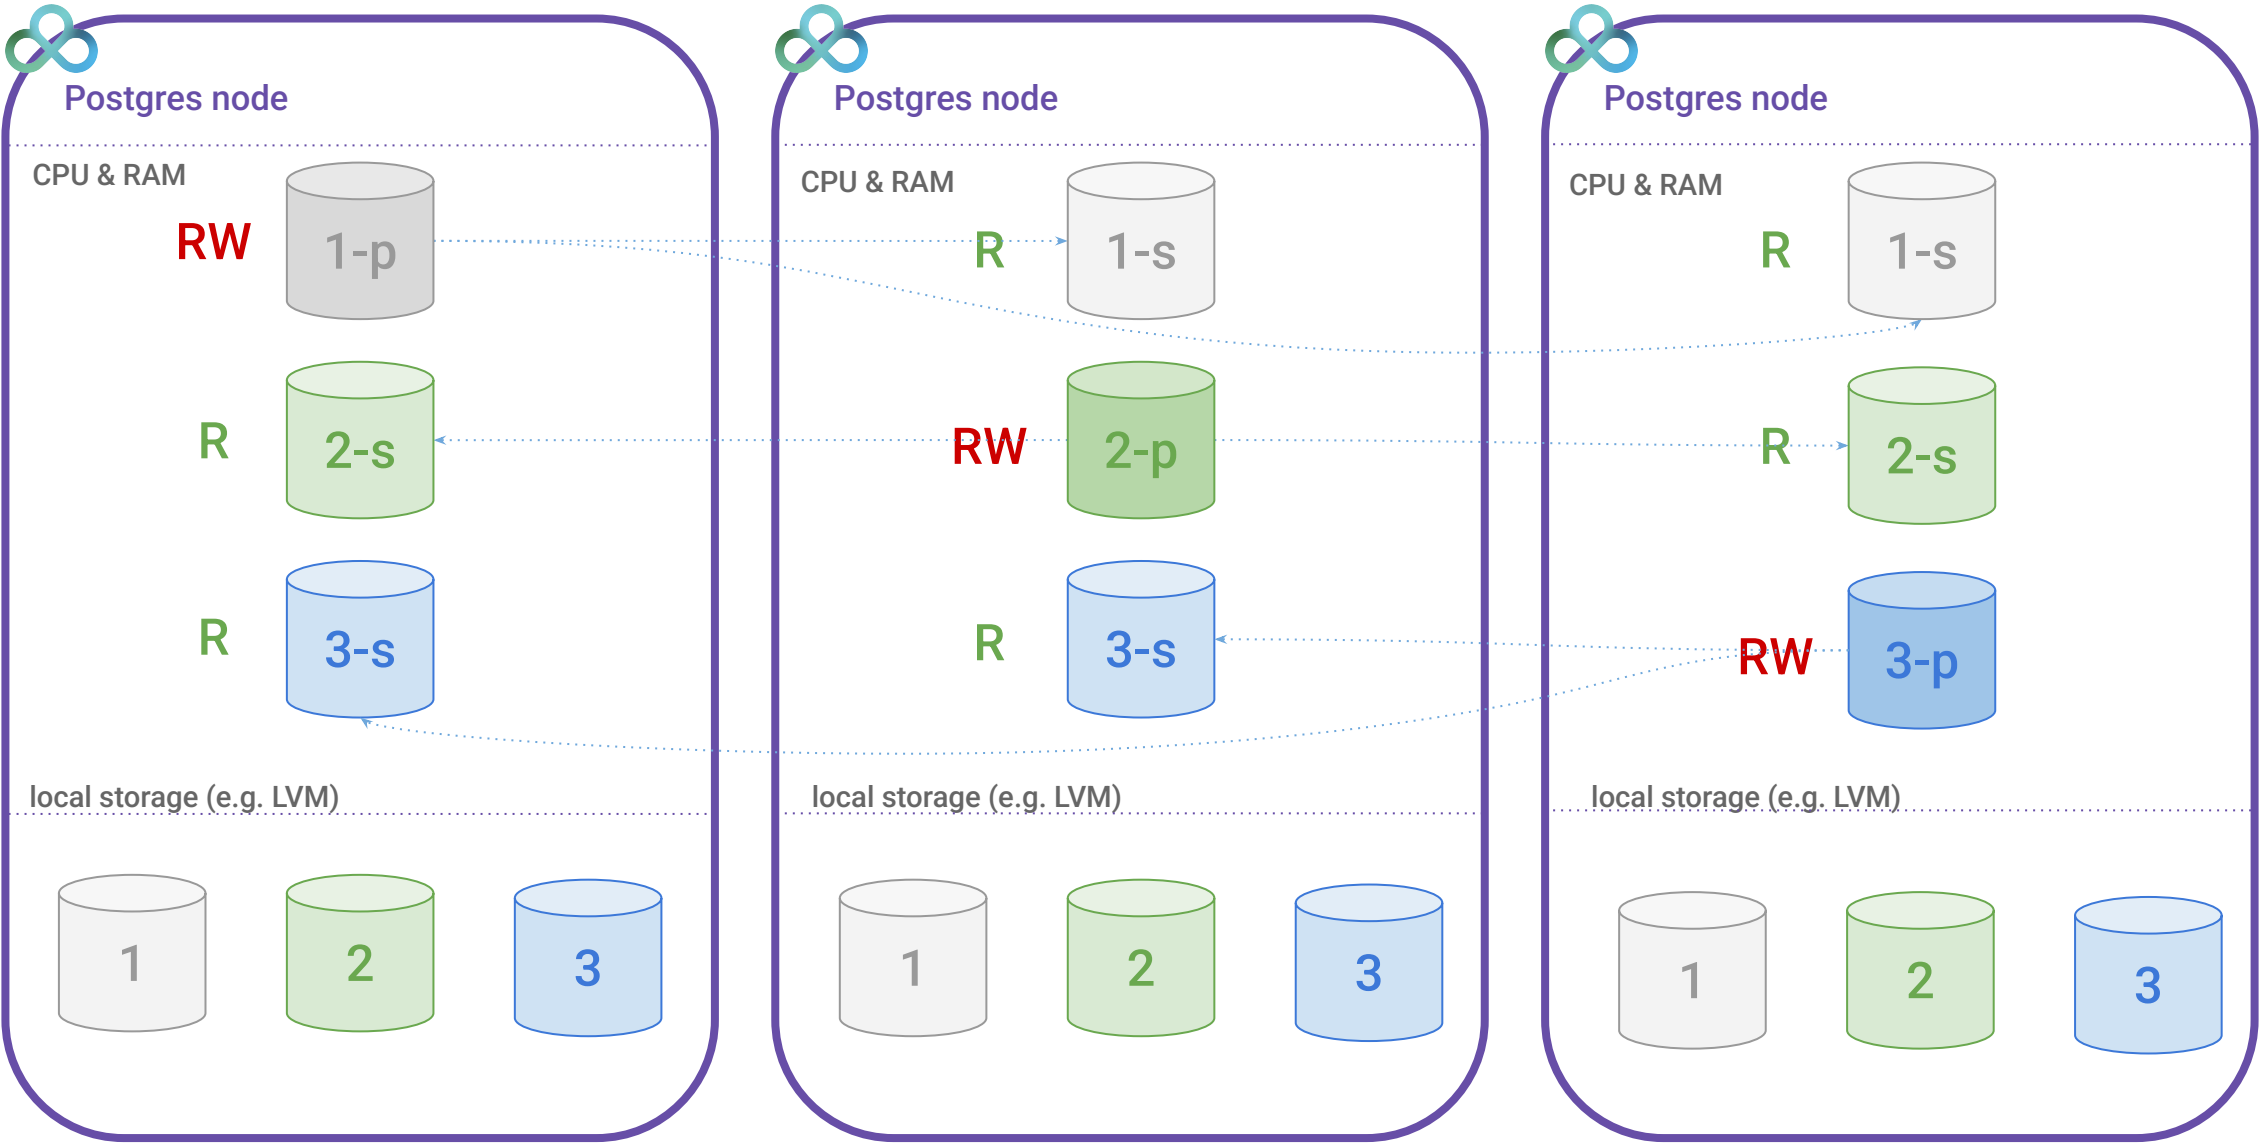 Postgres node
CPU & RAM
RW
1-p
R
2-s
R
3-s
local storage (e.g. LVM)
1
2
3
Postgres node
CPU & RAM
R
1-s
RW
2-p
R
3-s
local storage (e.g. LVM)
1
2
3
Postgres node
CPU & RAM
R
1-s
R
2-s
RW
3-p
local storage (e.g. LVM)
1
2
3